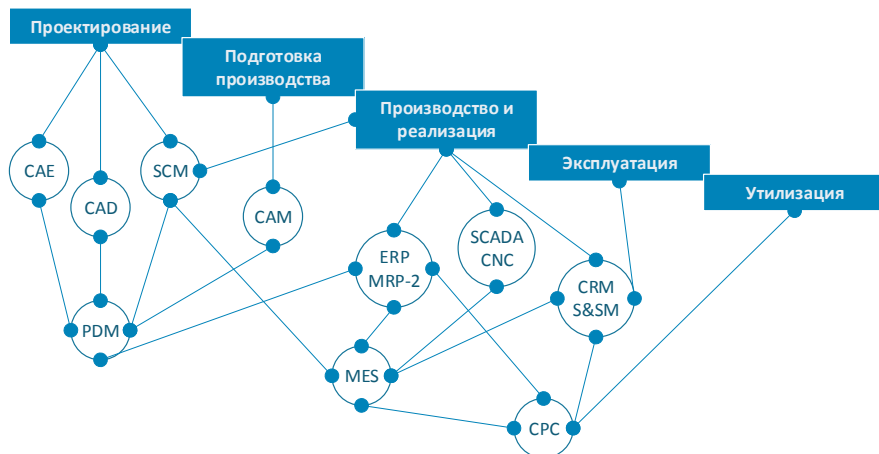 Проектирование
Подготовка
производства
Производство и
реализация
Эксплуатация
Утилизация
CAE
SCM
CAD
CAM
SCADA
CNC
ERP
MRP-2
CRM
S&SM
PDM
MES
CPC